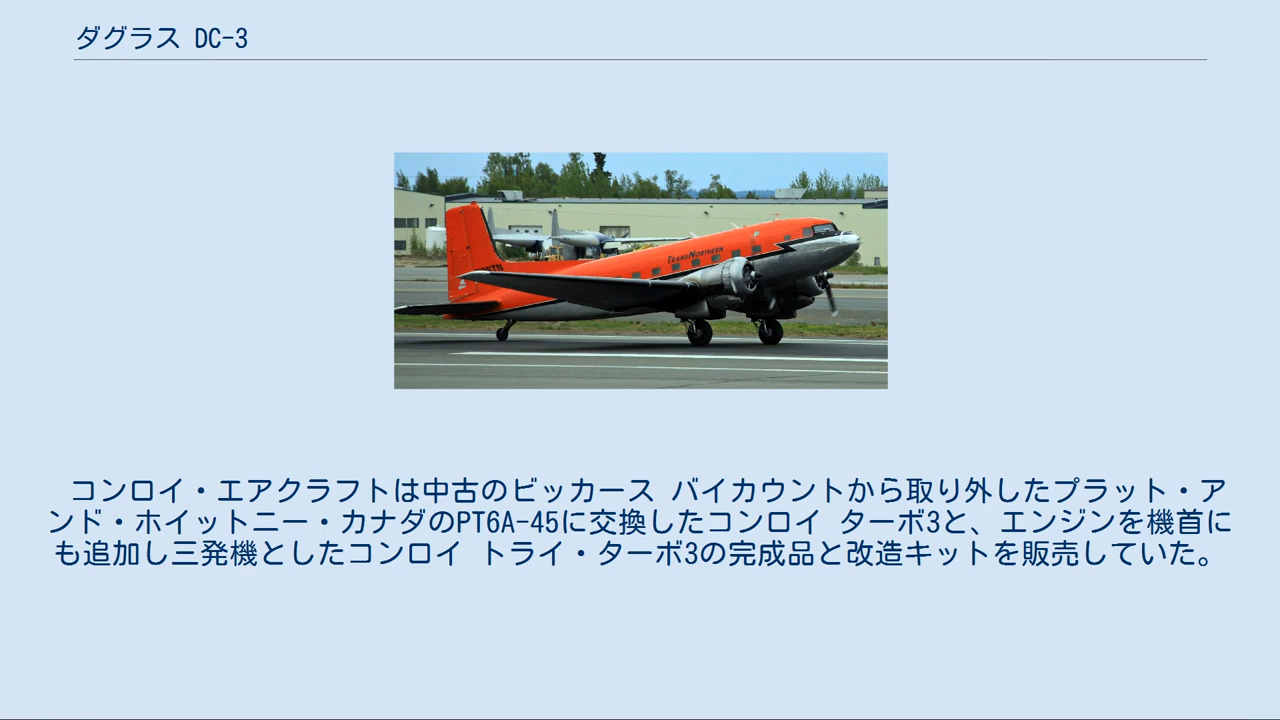 ダグラス DC-3
TRANSNORTHERN
コンロイ・エアクラフトは中古のビッカース バイカウントから取り外したプラット・ア
ンド・ホイットニー・カナダのPT6A-45に交換したコンロイ ターボ3と、エンジンを機首に
も追加し三発機としたコンロイ トライ・ターボ3の完成品と改造キットを販売していた。